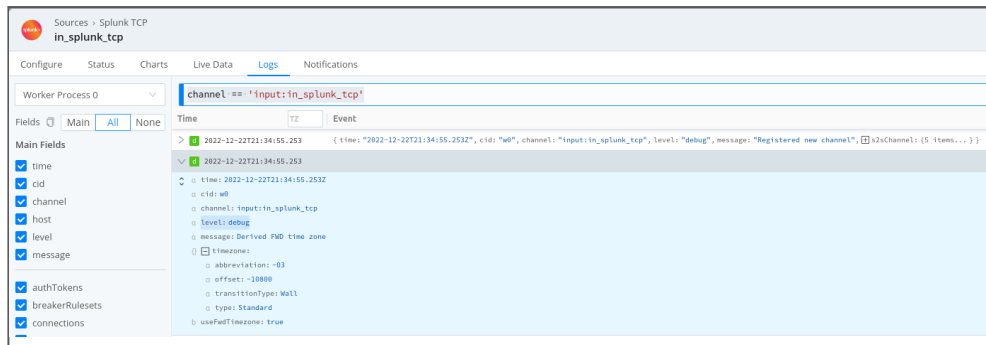 splunk>
Sources › Splunk TCP
in_splunk_tcp
Configure Status Charts Live Data Logs Notifications
Worker Process 0
channel == 'input:in_splunk_tcp'
Fields Main All None
Time TZ Event
Main Fields
time
cid
channel
host
level
message
authTokens
breakerRulesets
connections
> d 2022-12-22T21:34:55.253 { time: "2022-12-22T21:34:55.253Z", cid: "w0", channel: "input:in_splunk_tcp", level: "debug", message: "Registered new channel", + s2sChannel: {5 items...} }
d 2022-12-22T21:34:55.253
α time: 2022-12-22T21:34:55.253Z
α cid: w0
α channel: input:in_splunk_tcp
α level: debug
α message: Derived FWD time zone
{} - timezone:
α abbreviation: -03
α offset: -10800
α transitionType: Wall
α type: Standard
b useFwdTimezone: true